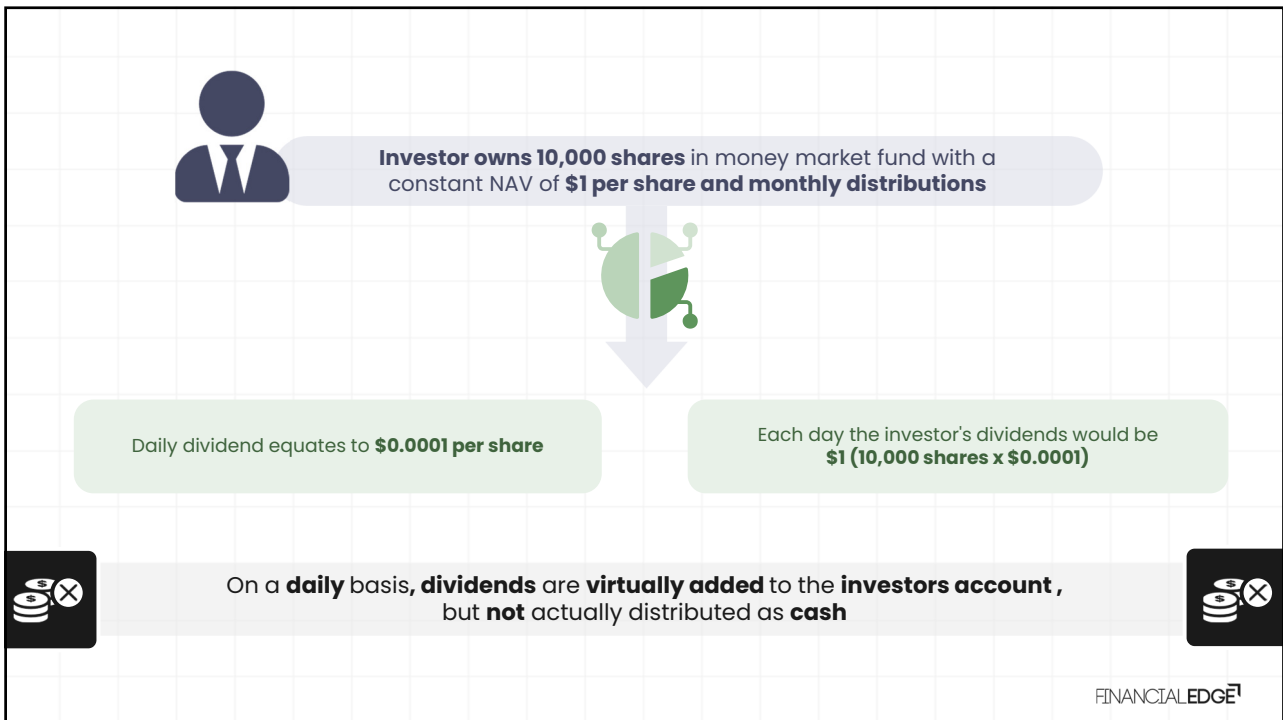 Investor owns 10,000 shares in money market fund with a
constant NAV of $1 per share and monthly distributions
Daily dividend equates to $0.0001 per share
Each day the investor's dividends would be
$1 (10,000 shares x $0.0001)
On a daily basis, dividends are virtually added to the investors account ,
but not actually distributed as cash
FINANCIALEDGE